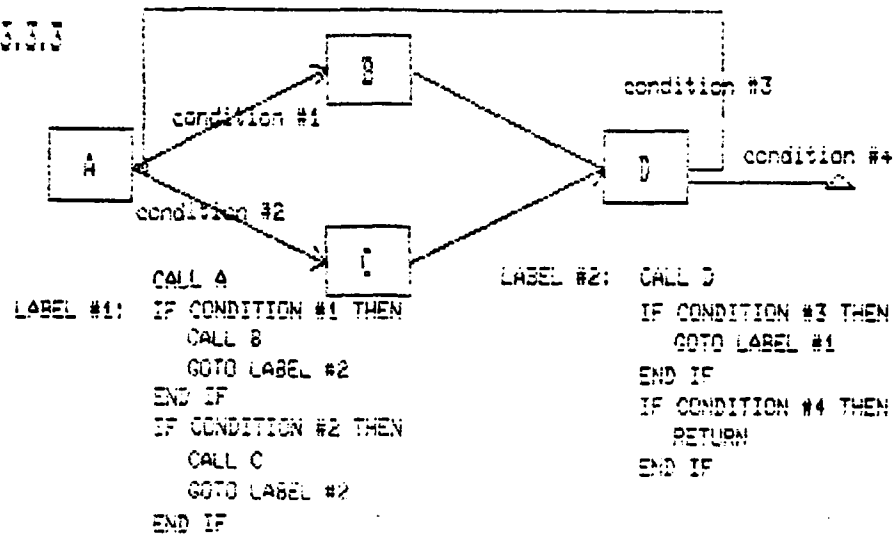 3.3.3
B
condition #3
condition #1
A
D
condition #4
condition #2
C
CALL A
LABEL #1: IF CONDITION #1 THEN
CALL B
GOTO LABEL #2
END IF
IF CONDITION #2 THEN
CALL C
GOTO LABEL #2
END IF
LABEL #2: CALL D
IF CONDITION #3 THEN
GOTO LABEL #1
END IF
IF CONDITION #4 THEN
RETURN
END IF